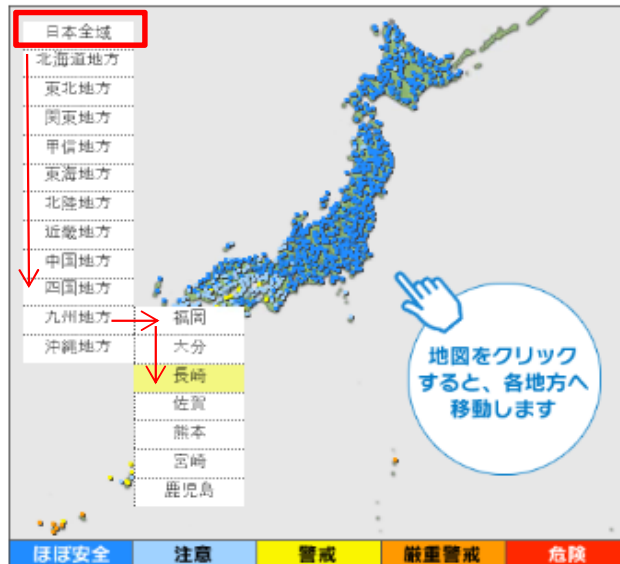 日本全域
北海道地方
東北地方
関東地方
甲信地方
東海地方
北陸地方
近畿地方
中国地方
四国地方
九州地方
沖縄地方
福岡
大分
長崎
佐賀
熊本
宮崎
鹿児島
地図をクリック
すると、各地方へ
移動します
ほぼ安全 注意 警戒 厳重警戒 危険